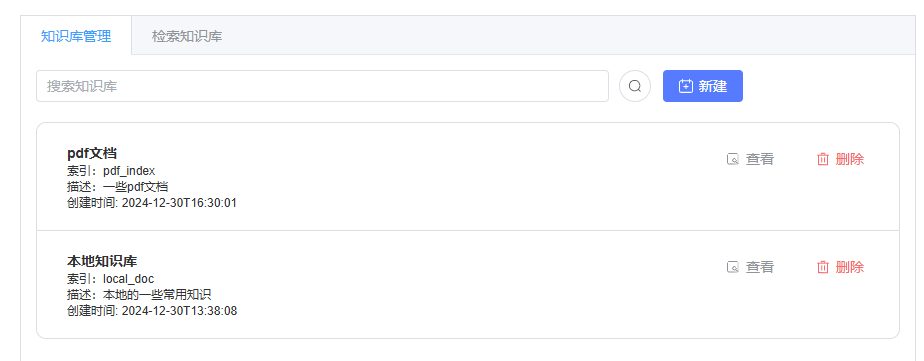 知识库管理 检索知识库
搜索知识库 新建
pdf文档
索引：pdf_index
描述：一些pdf文档
创建时间: 2024-12-30T16:30:01
查看 删除
本地知识库
索引：local_doc
描述：本地的一些常用知识
创建时间: 2024-12-30T13:38:08
查看 删除